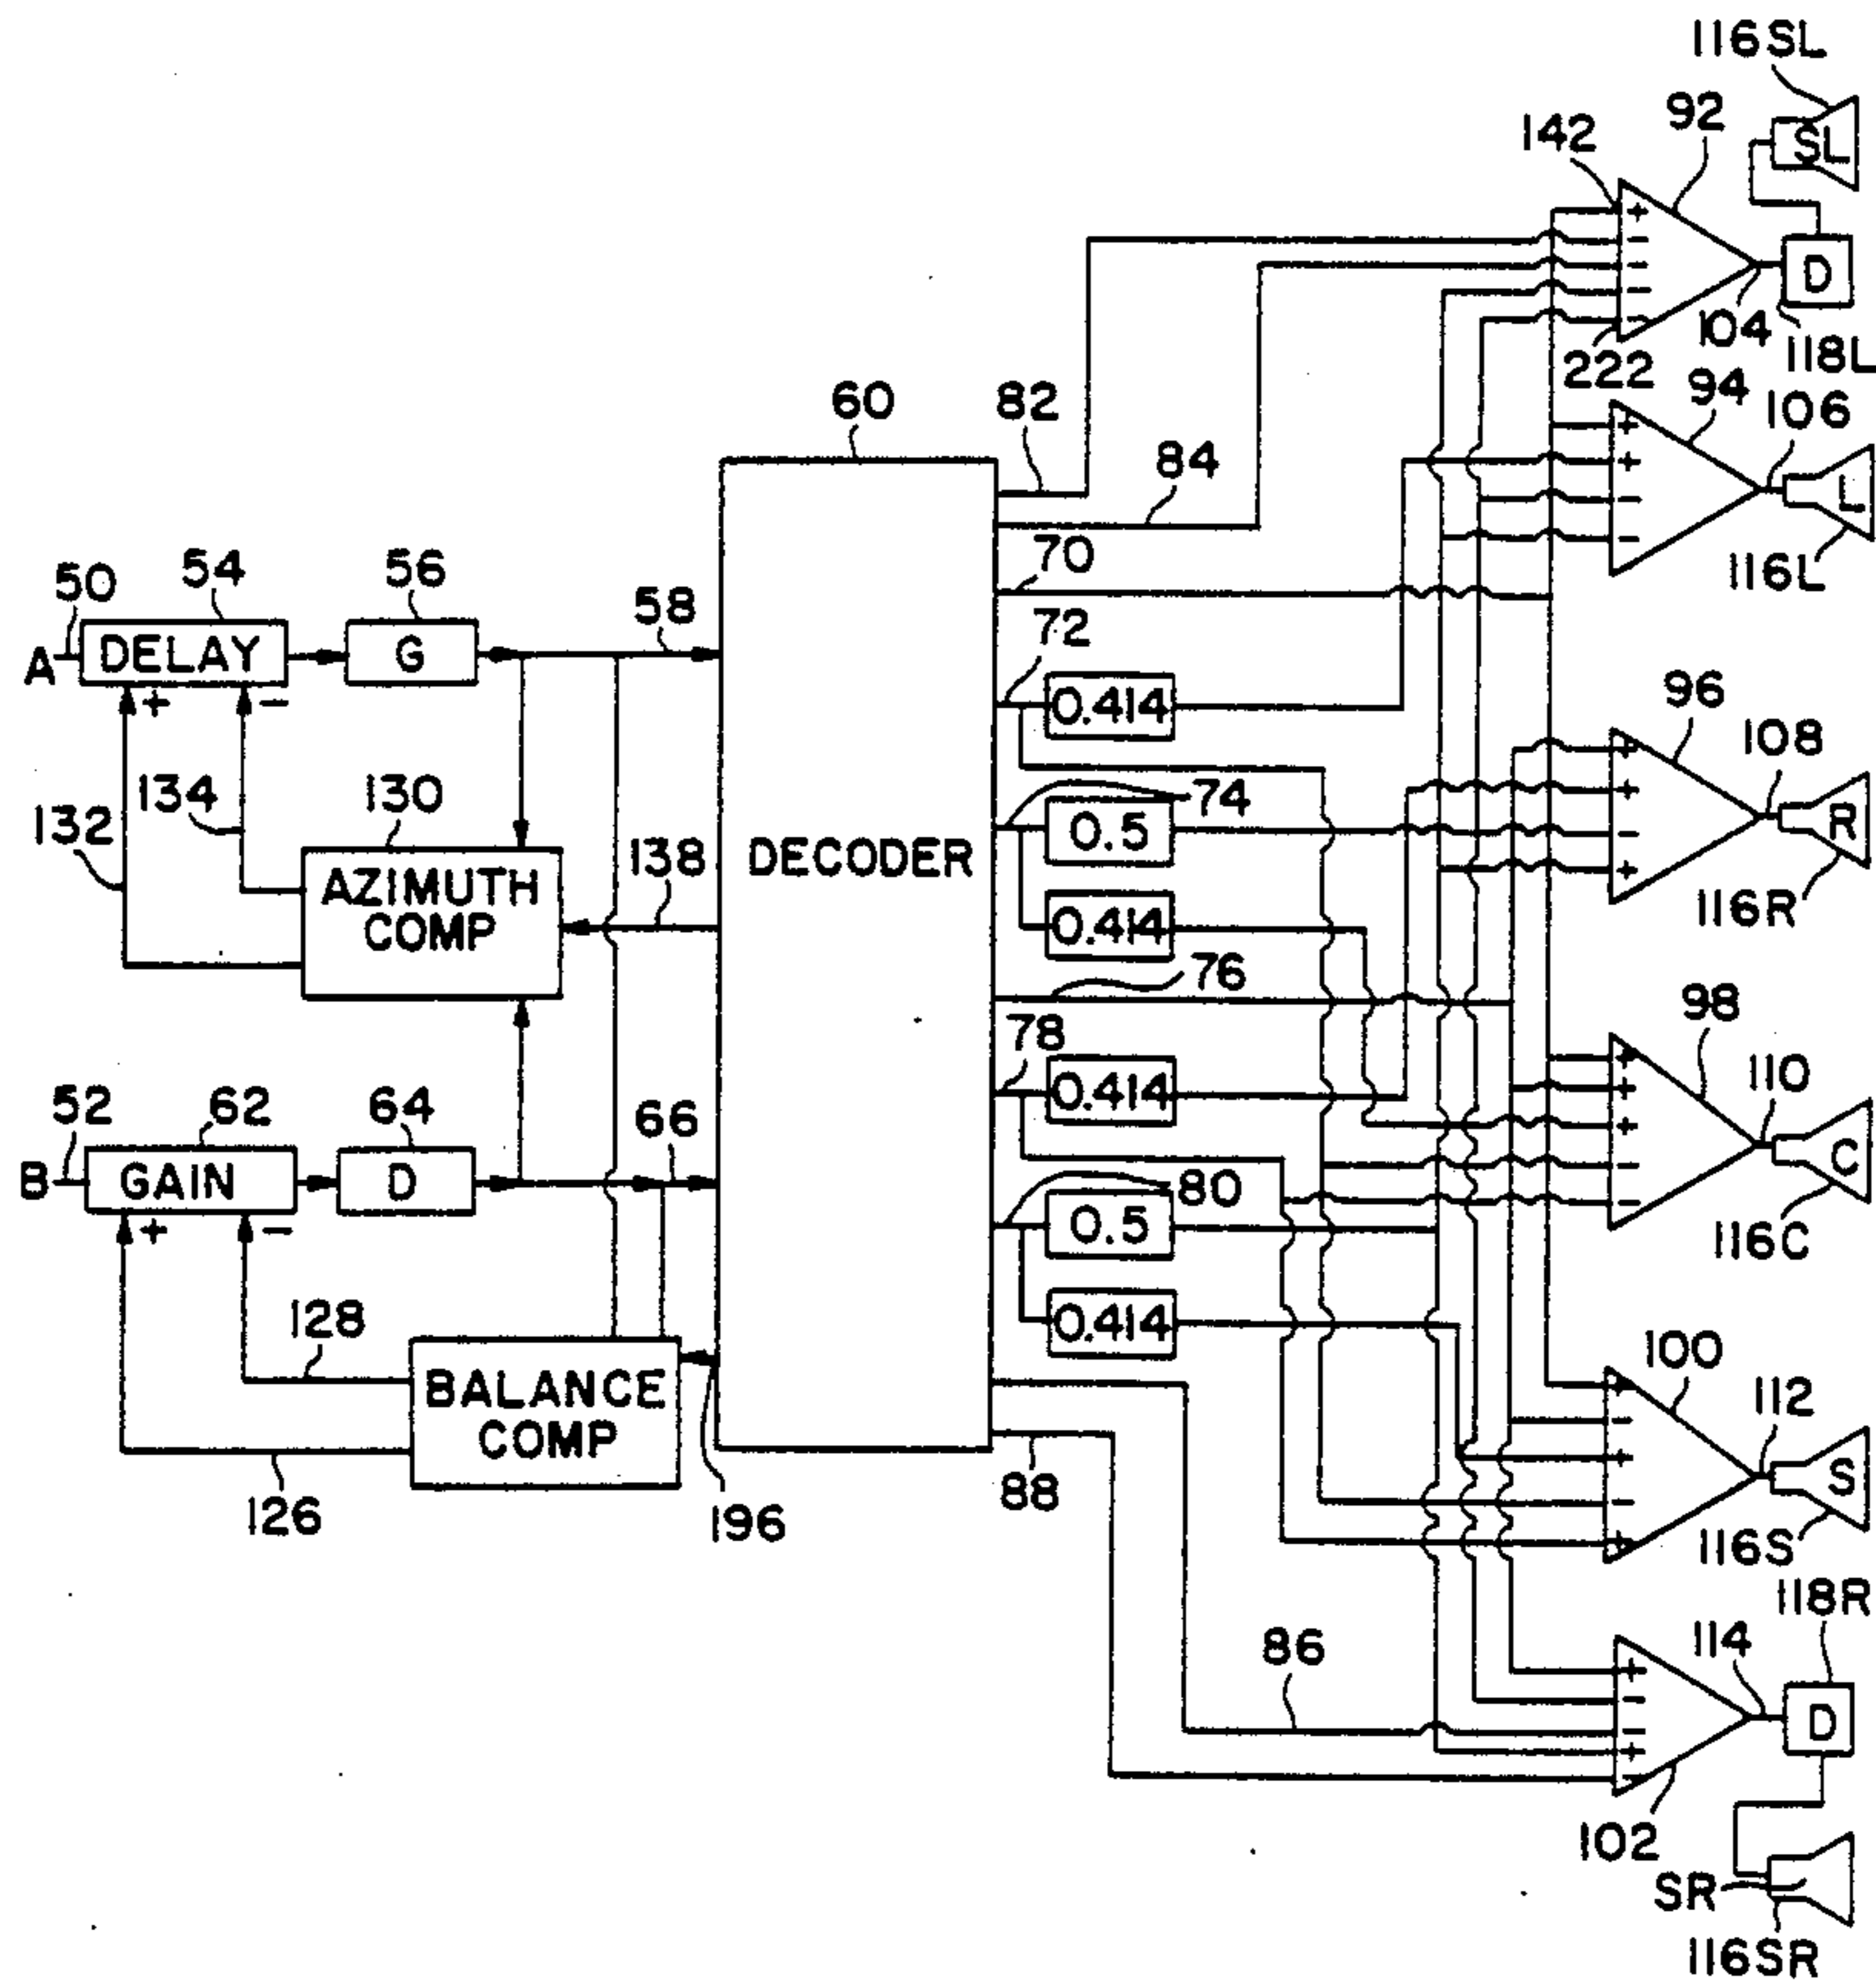 116SL
92
142
SL
+
-
-
-
-
D
104
222
118L
60
82
94
106
84
+
+
-
-
L
116L
54
56
70
50
58
A
DELAY
G
72
+
-
0.414
96
108
+
+
-
+
R
116R
134
130
132
138
74
0.5
DECODER
AZIMUTH
COMP
0.414
76
98
78
110
52
62
64
66
0.414
+
+
+
-
-
C
116C
B
GAIN
D
80
+
-
0.5
128
0.414
100
112
BALANCE
COMP
+
-
+
-
+
S
116S
126
196
88
118R
86
114
+
-
-
+
-
D
102
SR
116SR